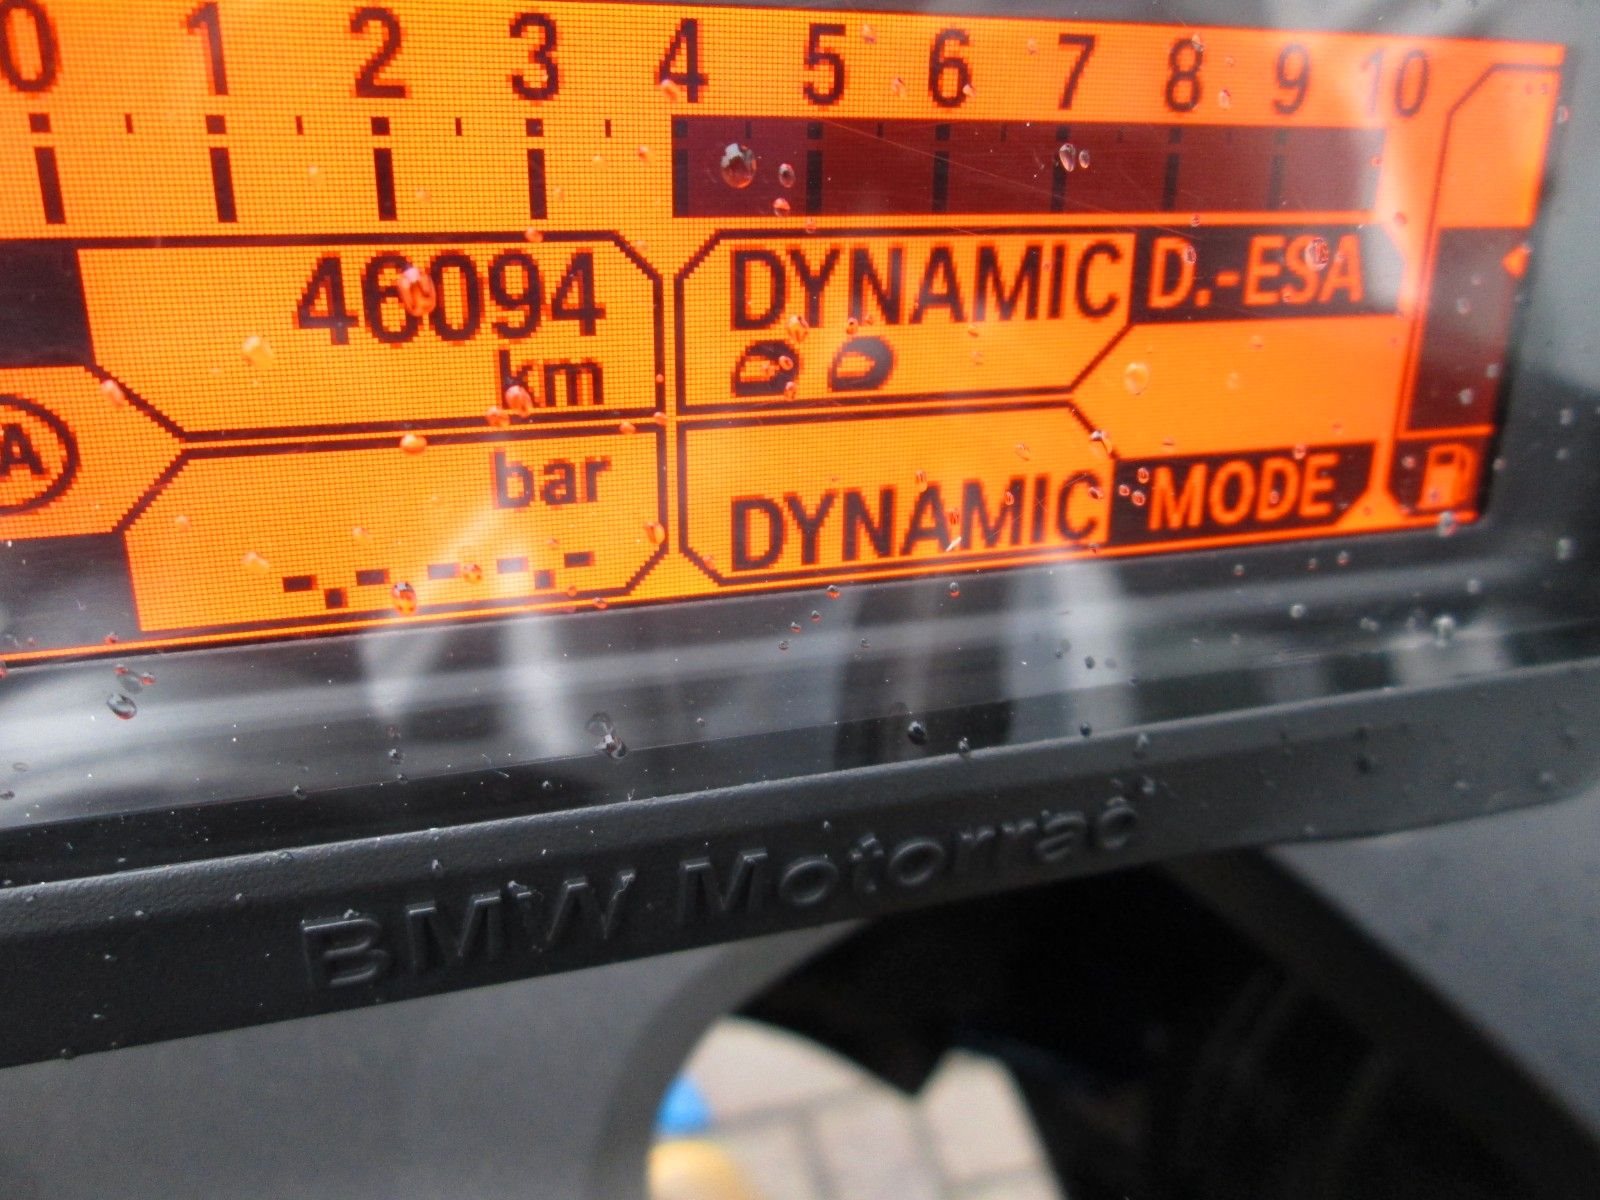 0 1 2 3 4 5 6 7 8 9 10
46094 DYNAMIC D.-ESA
km
A
bar
DYNAMIC MODE
--.-- --.--
BMW Motorrad